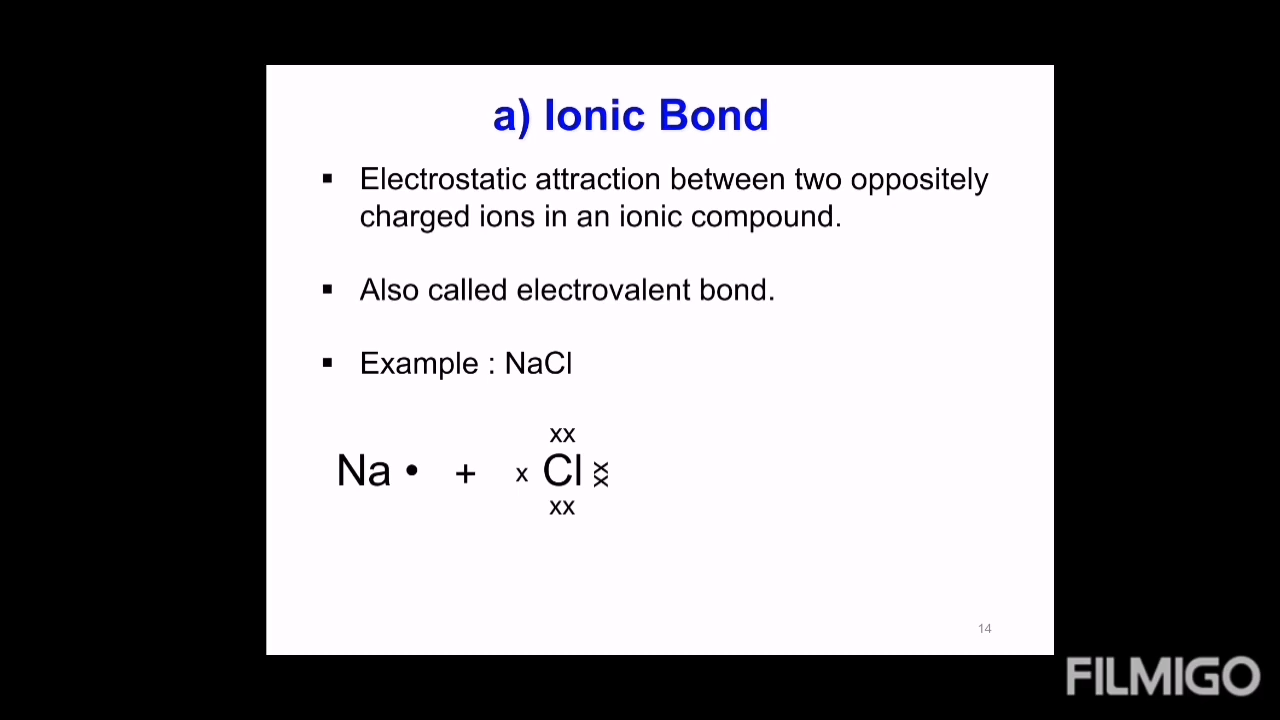 a) Ionic Bond
▪ Electrostatic attraction between two oppositely
charged ions in an ionic compound.
▪ Also called electrovalent bond.
▪ Example : NaCl
xx
Na • + x Cl xx
xx
14
FILMIGO